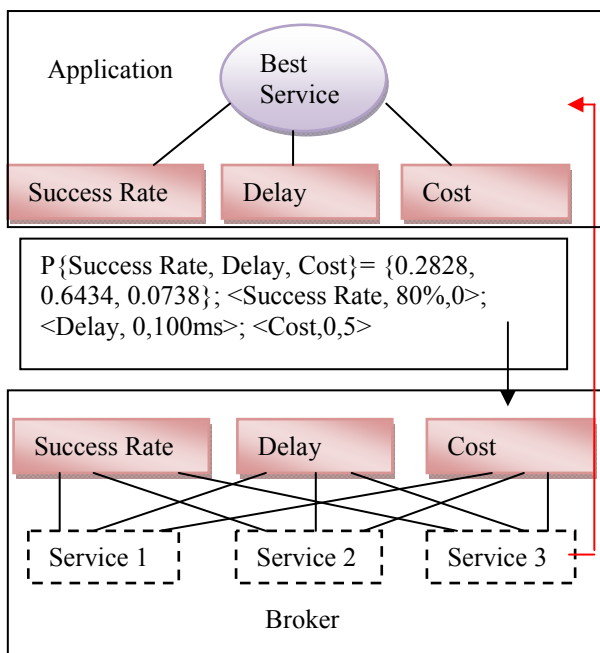 Application
Best
Service
Success Rate
Delay
Cost
P{Success Rate, Delay, Cost}= {0.2828,
0.6434, 0.0738}; <Success Rate, 80%,0>;
<Delay, 0,100ms>; <Cost,0,5>
Success Rate
Delay
Cost
Service 1
Service 2
Service 3
Broker